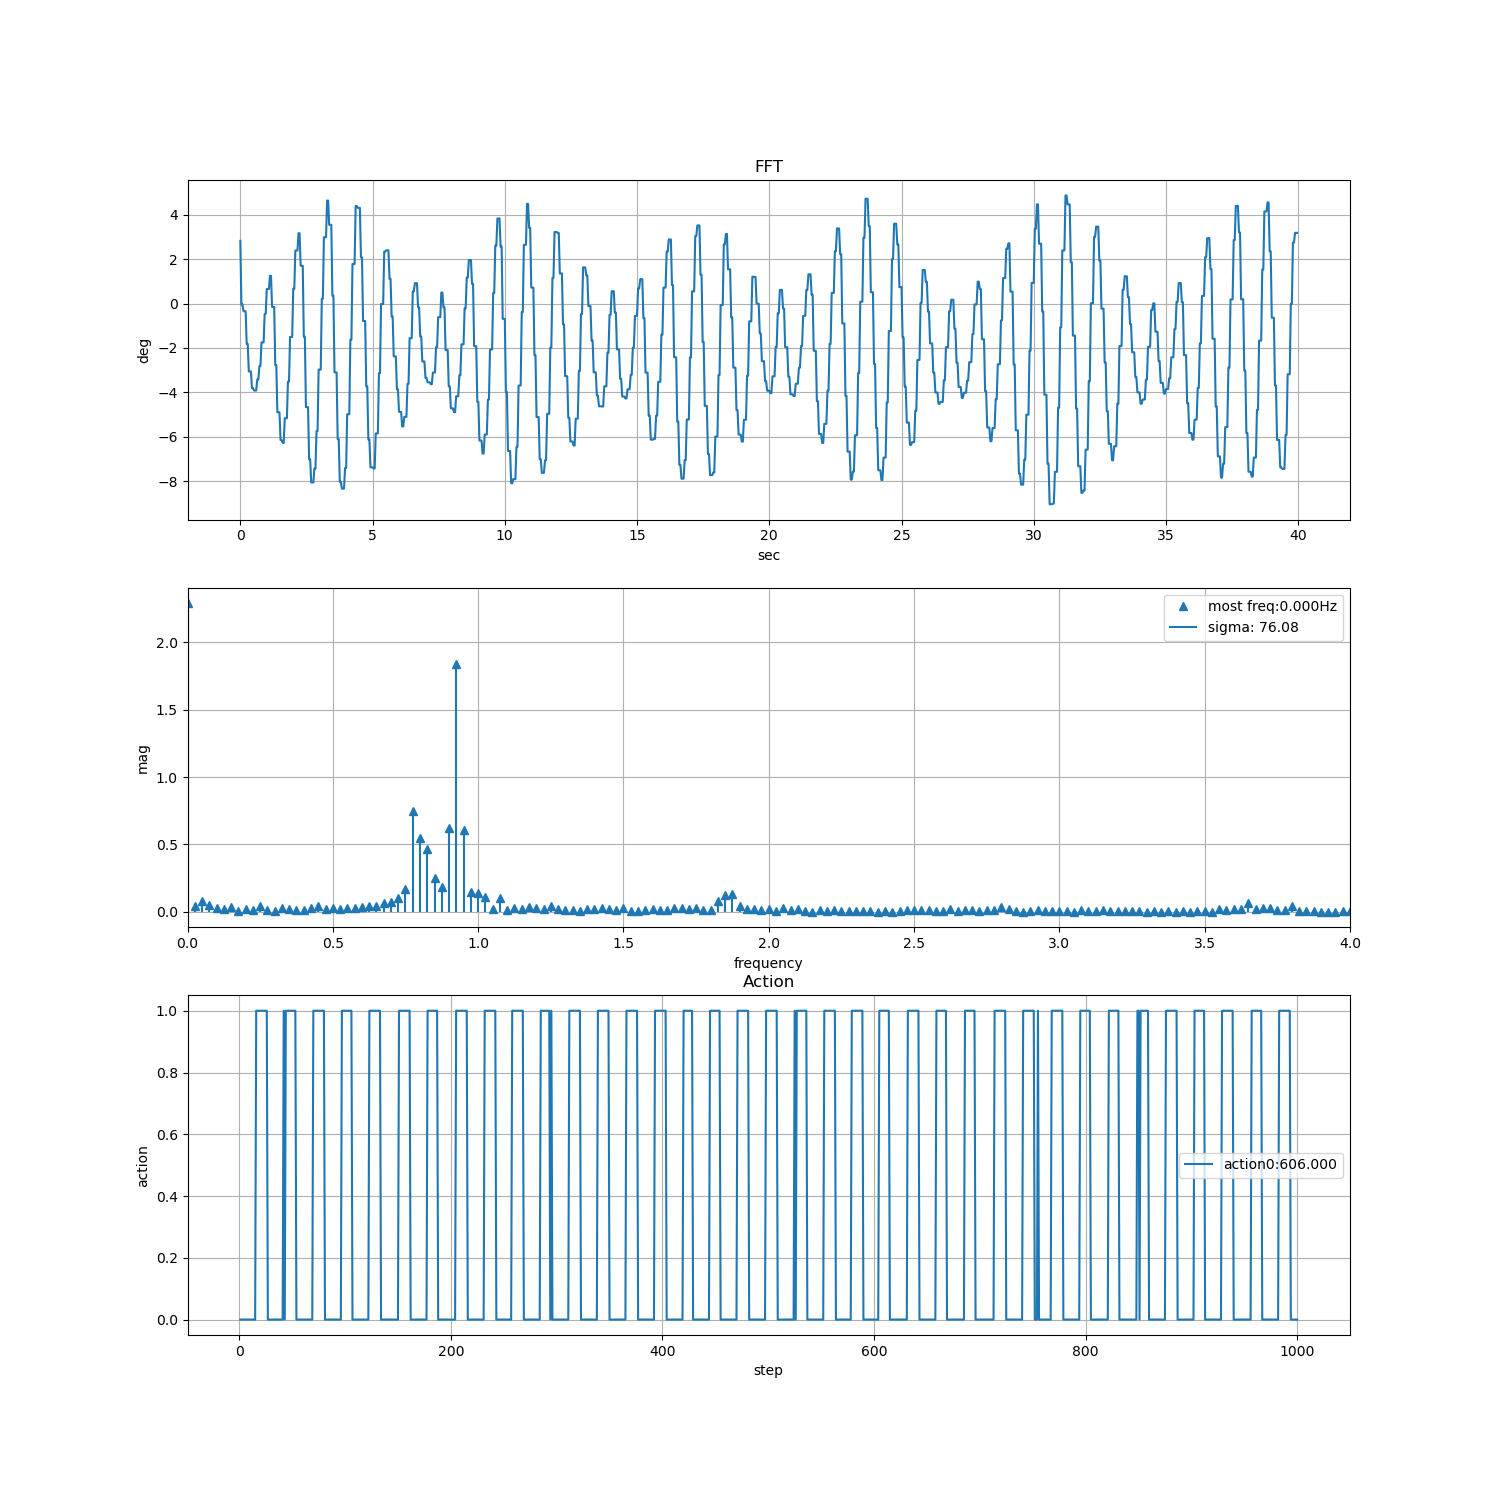 FFT
4
2
0
−2
−4
−6
−8
deg
0 5 10 15 20 25 30 35 40
sec
most freq:0.000Hz
sigma: 76.08
2.0
1.5
1.0
0.5
0.0
mag
0.0 0.5 1.0 1.5 2.0 2.5 3.0 3.5 4.0
frequency
Action
1.0
0.8
0.6
0.4
0.2
0.0
action
action0:606.000
0 200 400 600 800 1000
step